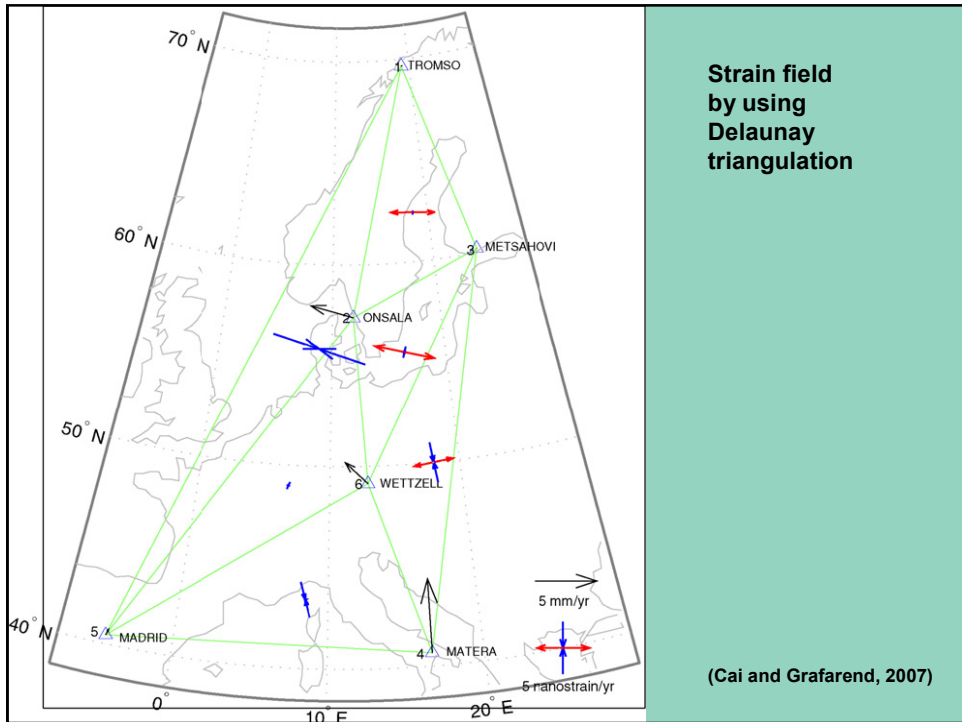 70° N
1 TROMSO
Strain field
by using
Delaunay
triangulation
60° N
3 METSAHOVI
2 ONSALA
50° N
6 WETTZELL
5 mm/yr
40° N
5 MADRID
4 MATERA
5 nanostrain/yr
(Cai and Grafarend, 2007)
0°
10° E
20° E